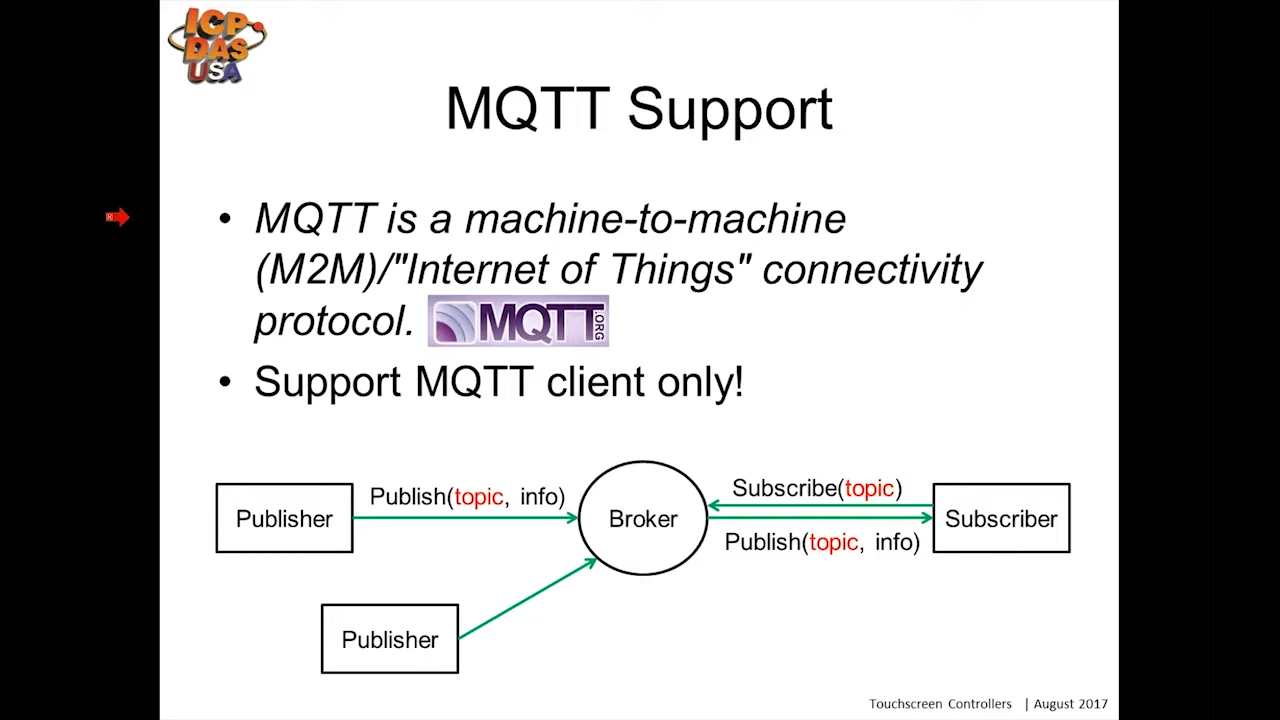 ICP
DAS
USA
MQTT Support
• MQTT is a machine-to-machine
(M2M)/"Internet of Things" connectivity
protocol. MQTT.ORG
• Support MQTT client only!
Publisher
Publish(topic, info)
Broker
Subscribe(topic)
Publish(topic, info)
Subscriber
Publisher
Touchscreen Controllers | August 2017